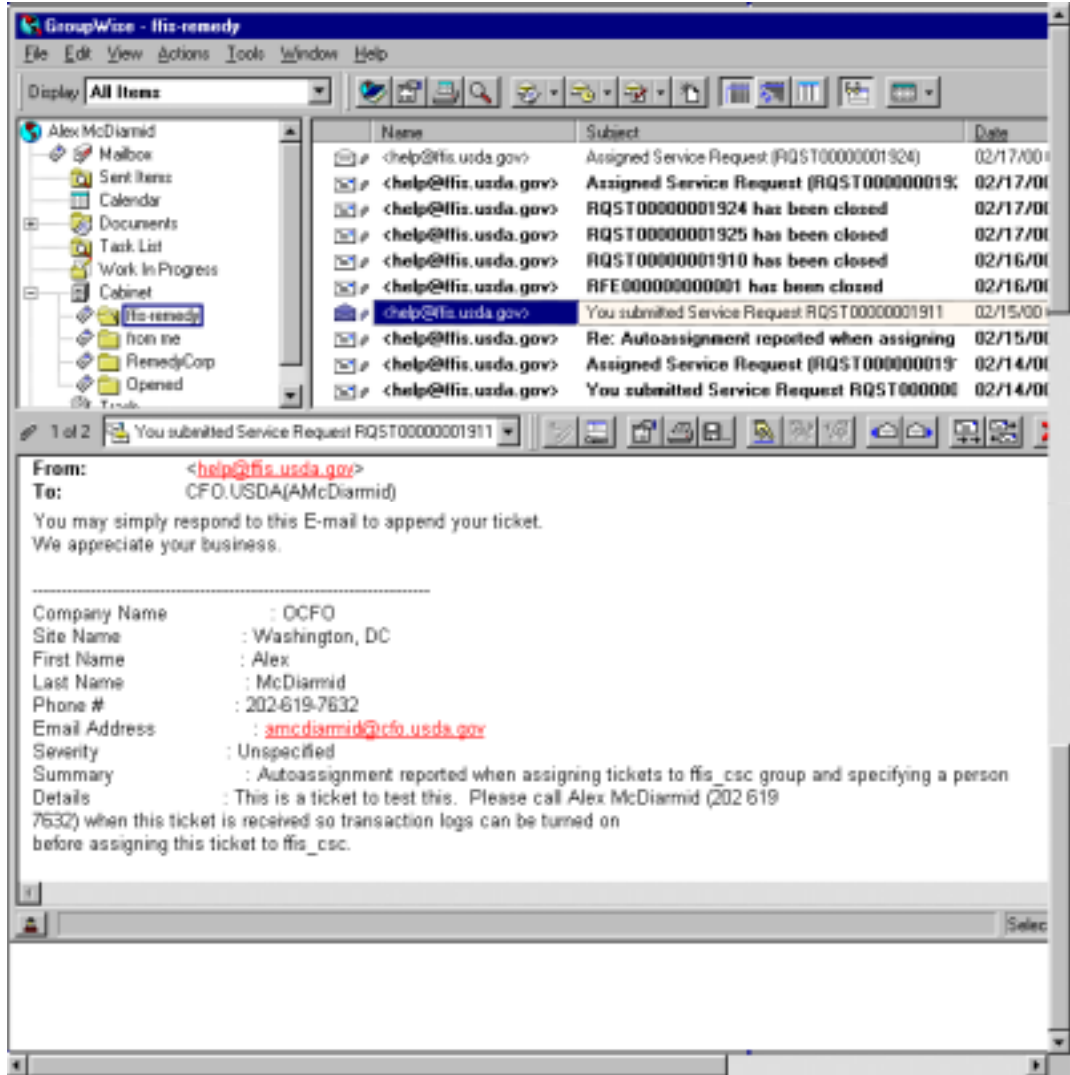 GroupWise - ffis-remedy
File Edit View Actions Tools Window Help
Display All Items
Alex McDiarmid
Mailbox
Sent Items
Calendar
Documents
Task List
Work In Progress
Cabinet
ffis-remedy
from me
RemedyCorp
Opened
Name Subject Date
<help@ffis.usda.gov> Assigned Service Request (RQST00000001924) 02/17/00
<help@ffis.usda.gov> Assigned Service Request (RQST0000000019 02/17/00
<help@ffis.usda.gov> RQST00000001924 has been closed 02/17/00
<help@ffis.usda.gov> RQST00000001925 has been closed 02/17/00
<help@ffis.usda.gov> RQST00000001910 has been closed 02/16/00
<help@ffis.usda.gov> RFE000000000001 has been closed 02/16/00
<help@ffis.usda.gov> You submitted Service Request RQST00000001911 02/15/00
<help@ffis.usda.gov> Re: Autoassignment reported when assigning 02/15/00
<help@ffis.usda.gov> Assigned Service Request (RQST0000000019 02/14/00
<help@ffis.usda.gov> You submitted Service Request RQST000000 02/14/00
1 of 2 You submitted Service Request RQST00000001911
From: <help@ffis.usda.gov>
To: CFO.USDA(AMcDiarmid)
You may simply respond to this E-mail to append your ticket.
We appreciate your business.
Company Name : OCFO
Site Name : Washington, DC
First Name : Alex
Last Name : McDiarmid
Phone # : 202-619-7632
Email Address : amcdiarmid@cfo.usda.gov
Severity : Unspecified
Summary : Autoassignment reported when assigning tickets to ffis_csc group and specifying a person
Details : This is a ticket to test this. Please call Alex McDiarmid (202 619
7632) when this ticket is received so transaction logs can be turned on
before assigning this ticket to ffis_csc.
Selec